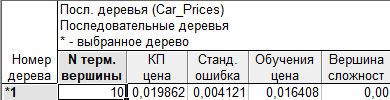 Посл. деревья (Car_Prices)
Последовательные деревья
* - выбранное дерево
Номер дерева N терм. вершины КП цена Станд. ошибка Обучения цена Вершина сложност
*1 10 0,019862 0,004121 0,016408 0,00